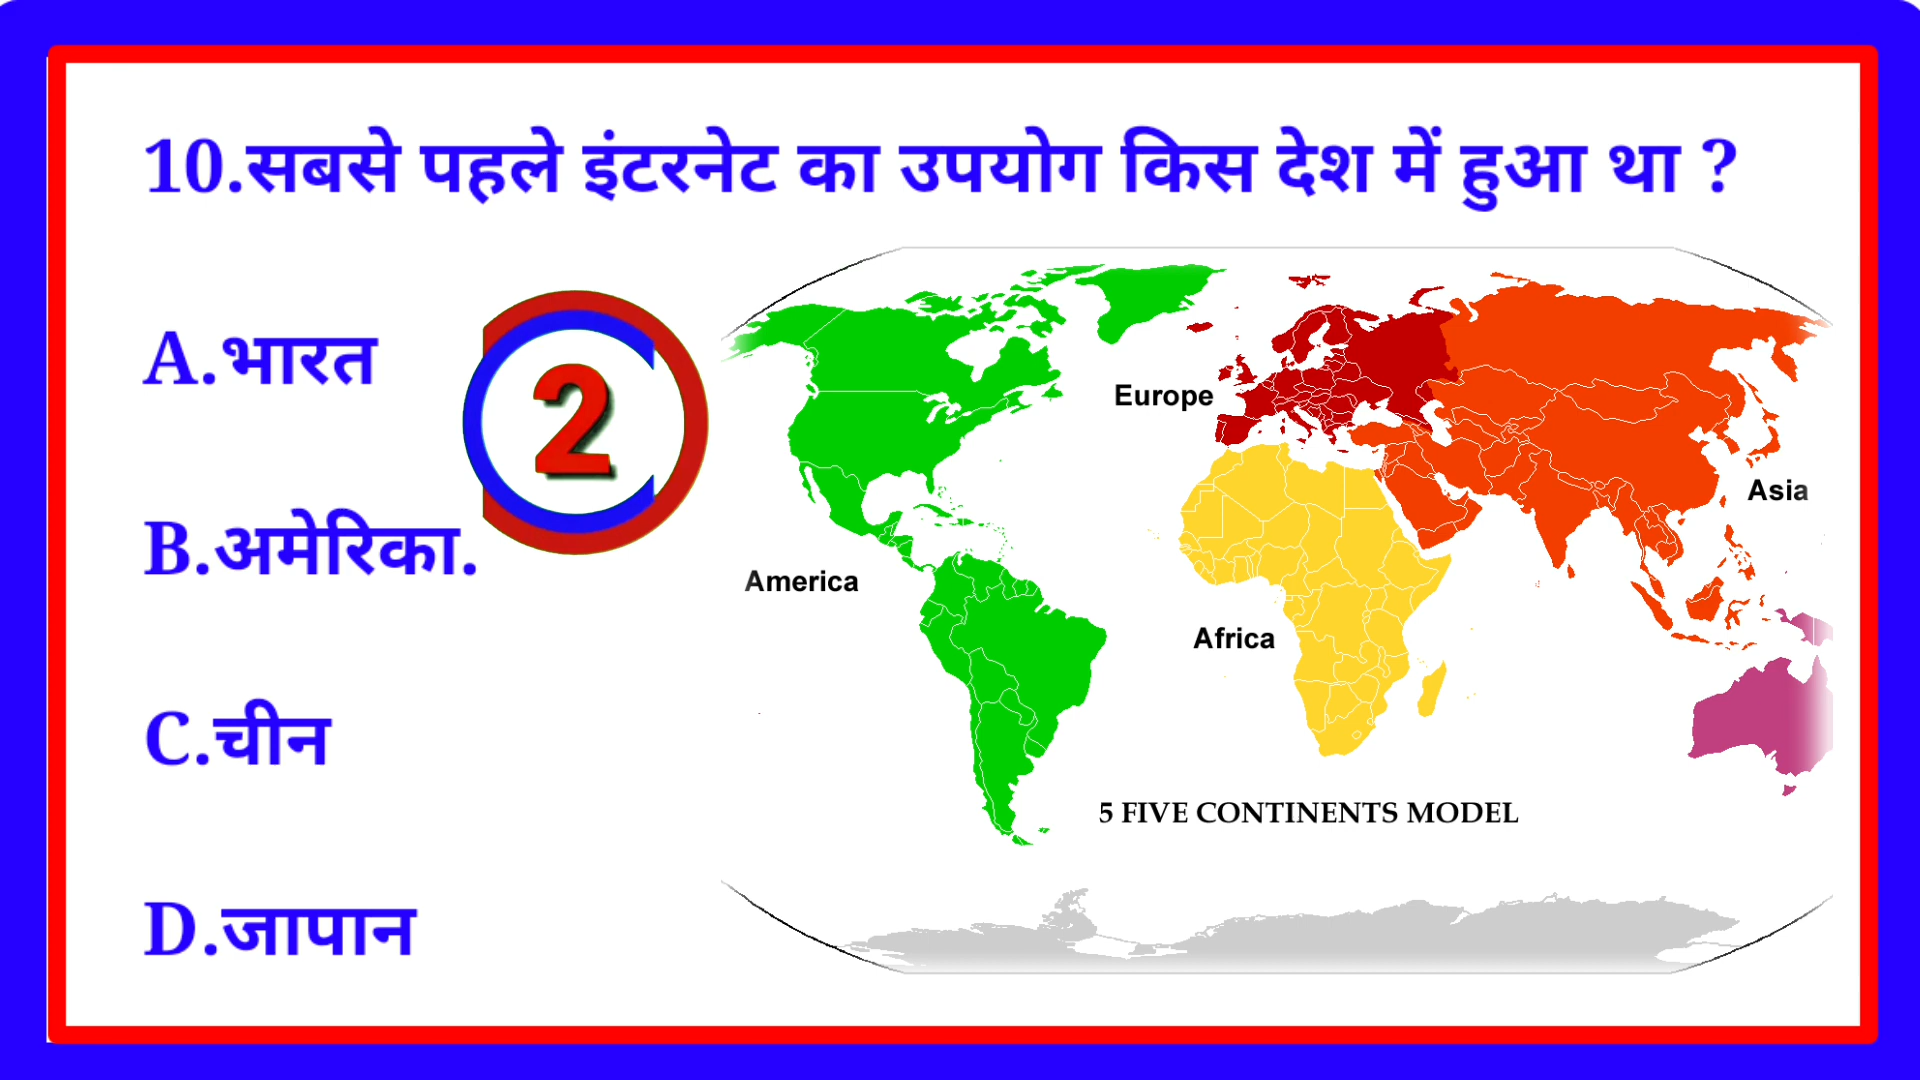 10.सबसे पहले इंटरनेट का उपयोग किस देश में हुआ था ?
A.भारत
2
B.अमेरिका.
C.चीन
D.जापान
Europe
Asia
America
Africa
5 FIVE CONTINENTS MODEL